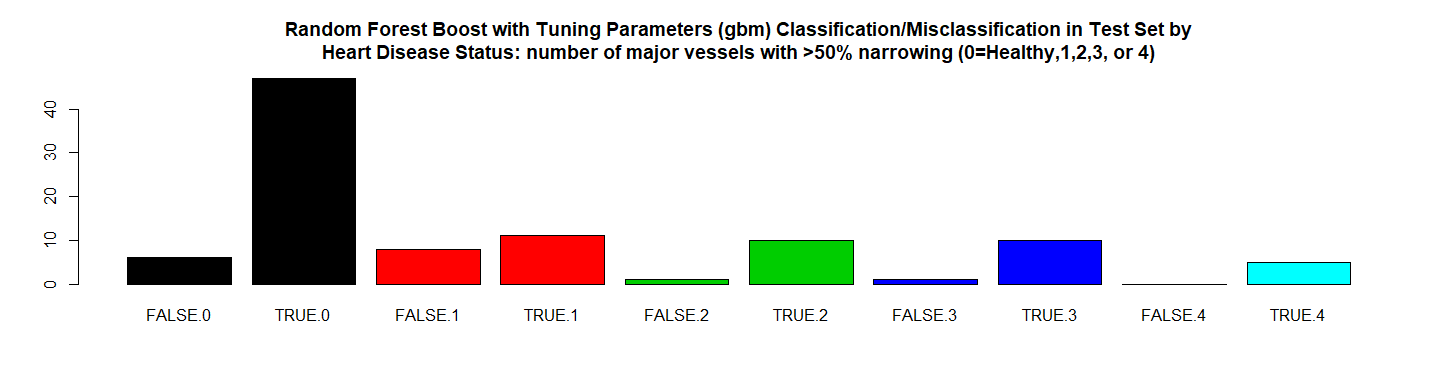 Random Forest Boost with Tuning Parameters (gbm) Classification/Misclassification in Test Set by
Heart Disease Status: number of major vessels with >50% narrowing (0=Healthy,1,2,3, or 4)
40
30
20
10
0
FALSE.0 TRUE.0 FALSE.1 TRUE.1 FALSE.2 TRUE.2 FALSE.3 TRUE.3 FALSE.4 TRUE.4